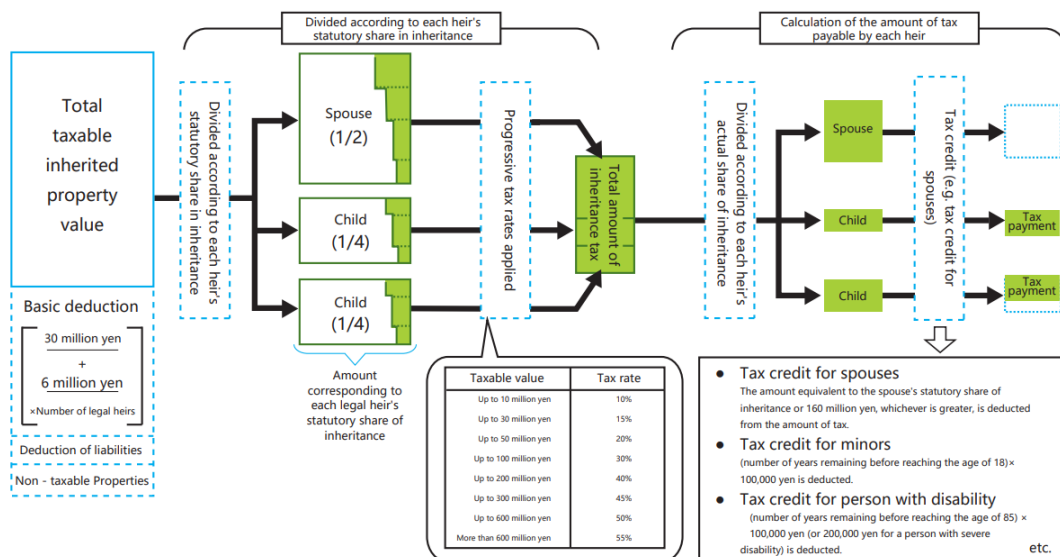 Divided according to each heir's
statutory share in inheritance
Calculation of the amount of tax
payable by each heir
Total
taxable
inherited
property
value
Basic deduction
30 million yen
+
6 million yen
×Number of legal heirs
Deduction of liabilities
Non - taxable Properties
Divided according to each heir's
statutory share in inheritance
Spouse
(1/2)
Child
(1/4)
Child
(1/4)
Amount
corresponding to
each legal heir's
statutory share of
inheritance
Progressive tax rates applied
Taxable value Tax rate
Up to 10 million yen 10%
Up to 30 million yen 15%
Up to 50 million yen 20%
Up to 100 million yen 30%
Up to 200 million yen 40%
Up to 300 million yen 45%
Up to 600 million yen 50%
More than 600 million yen 55%
Total amount of
inheritance tax
Divided according to each heir's
actual share of inheritance
Spouse
Child
Child
Tax credit (e.g. tax credit for
spouses)
Tax
payment
Tax
payment
● Tax credit for spouses
The amount equivalent to the spouse's statutory share of
inheritance or 160 million yen, whichever is greater, is deducted
from the amount of tax.
● Tax credit for minors
(number of years remaining before reaching the age of 18)×
100,000 yen is deducted.
● Tax credit for person with disability
(number of years remaining before reaching the age of 85) ×
100,000 yen (or 200,000 yen for a person with severe
disability) is deducted.
etc.